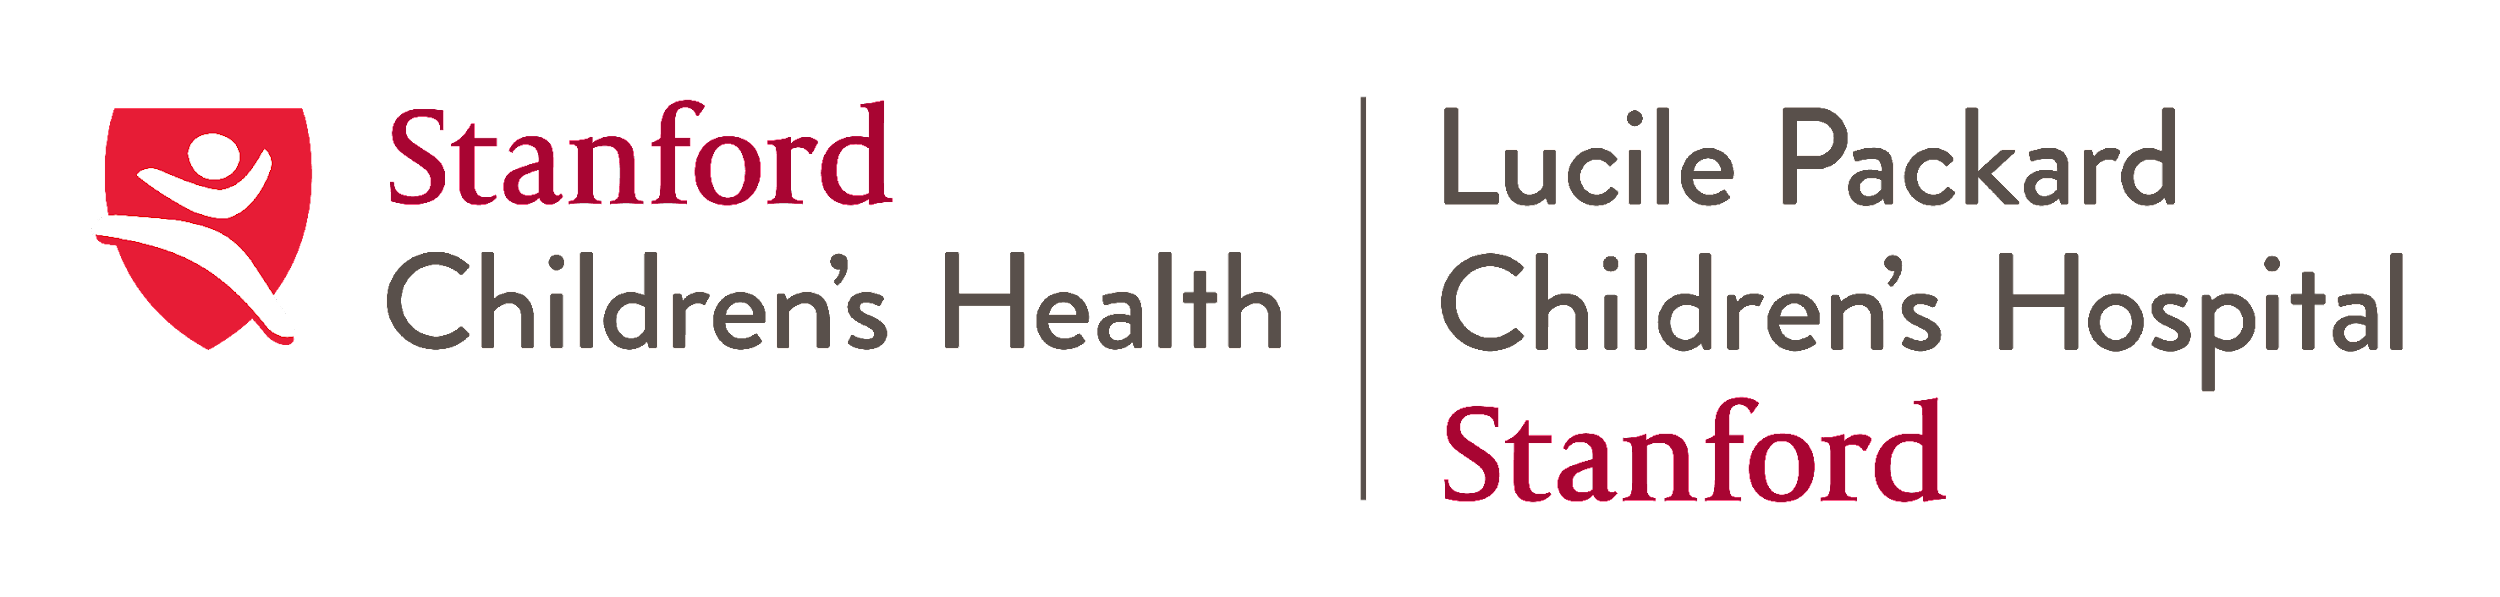 Stanford
Children's Health
Lucile Packard
Children's Hospital
Stanford